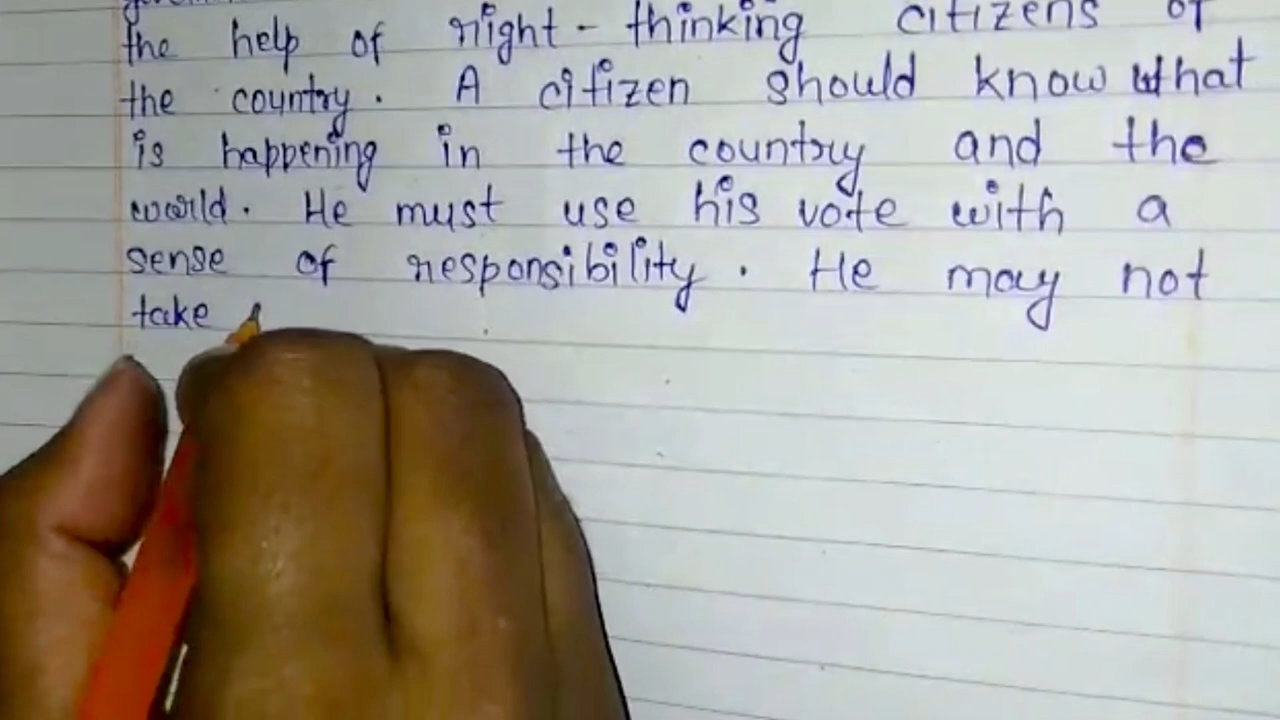 the help of right - thinking citizens of
the country. A citizen should know what
is happening in the country and the
world. He must use his vote with a
sense of responsibility. He may not
take